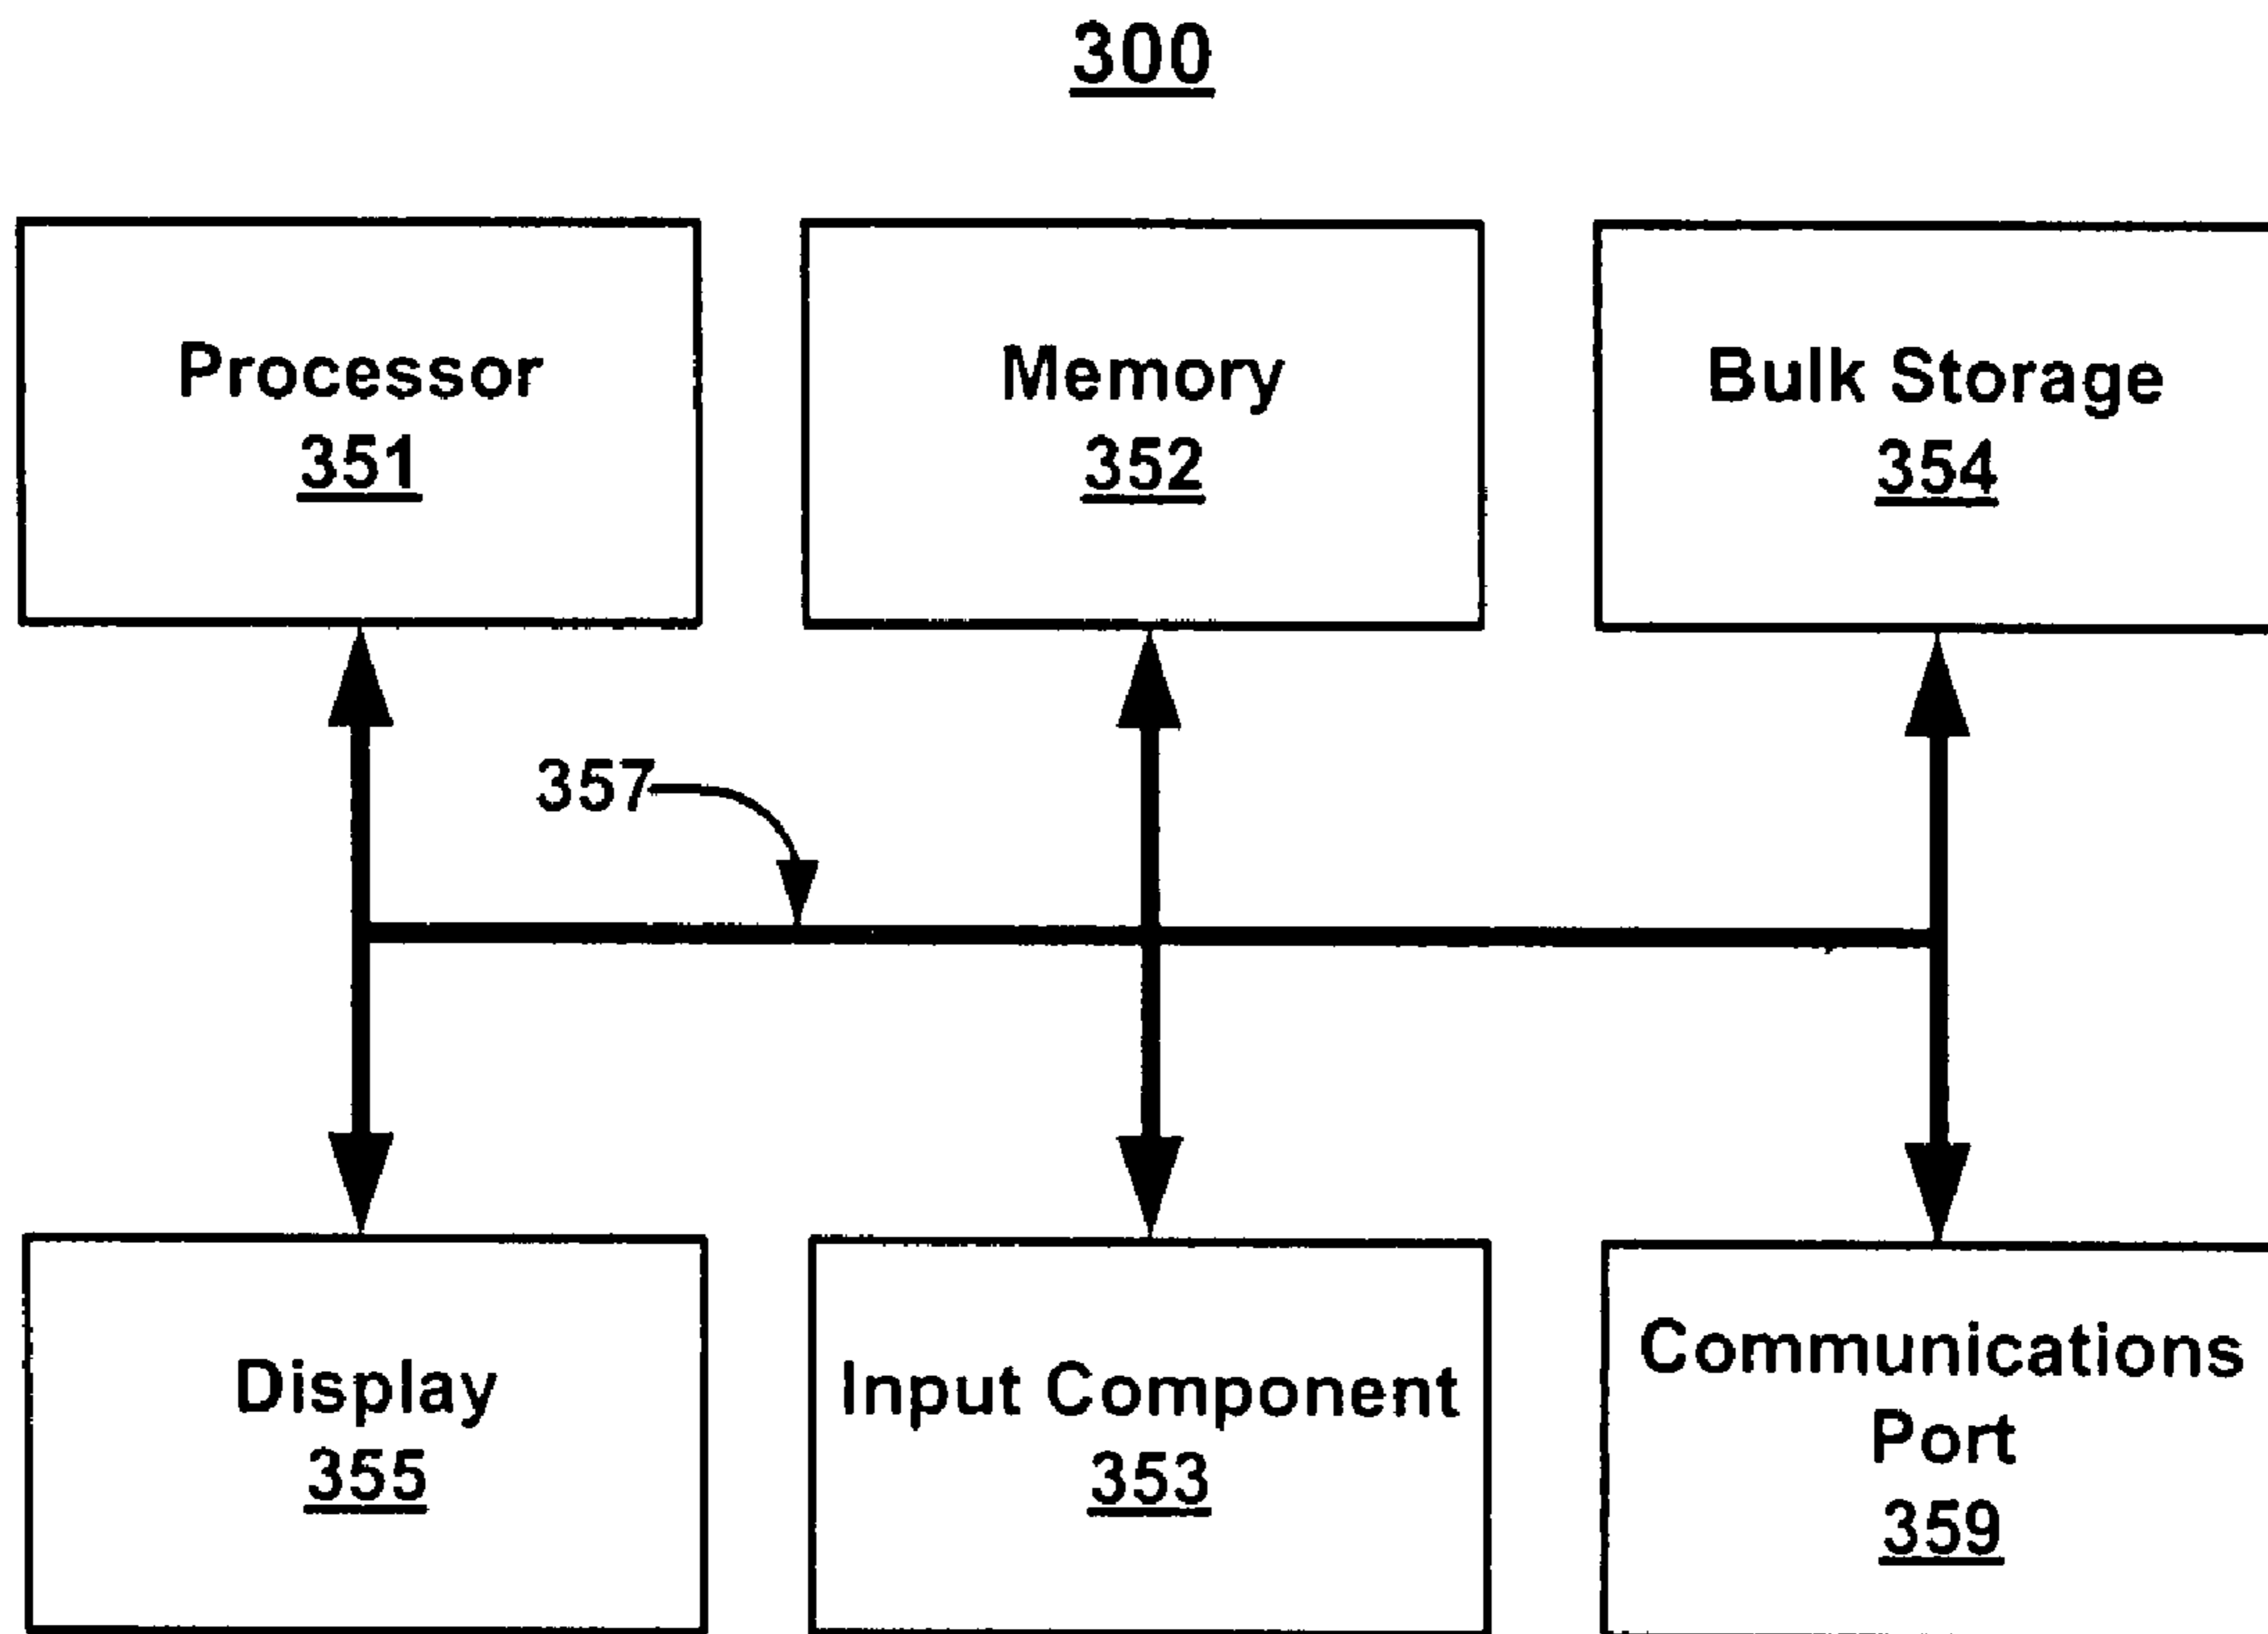 300
Processor
351
Memory
352
Bulk Storage
354
357
Display
355
Input Component
353
Communications
Port
359